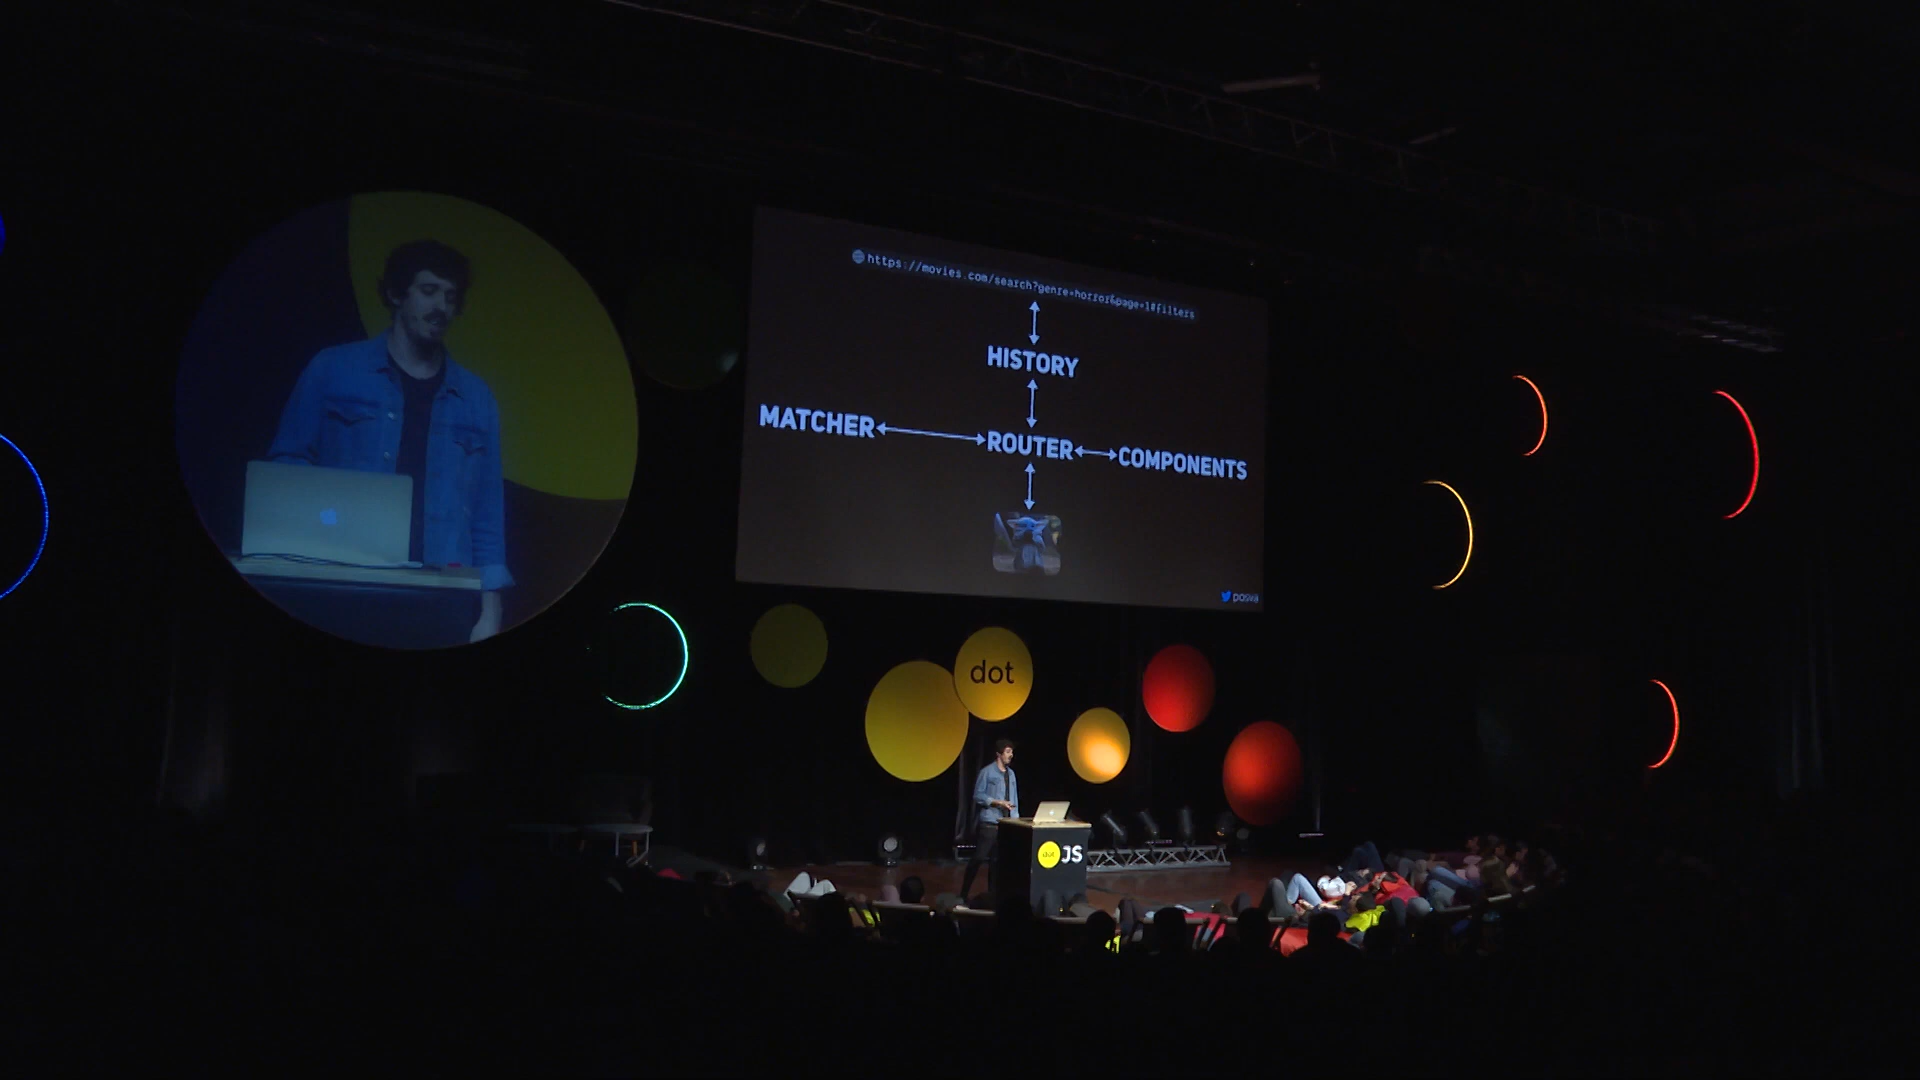 https://movies.com/search?genre=horror&page=1#filters
HISTORY
MATCHER
ROUTER
COMPONENTS
posva
dot
dot JS